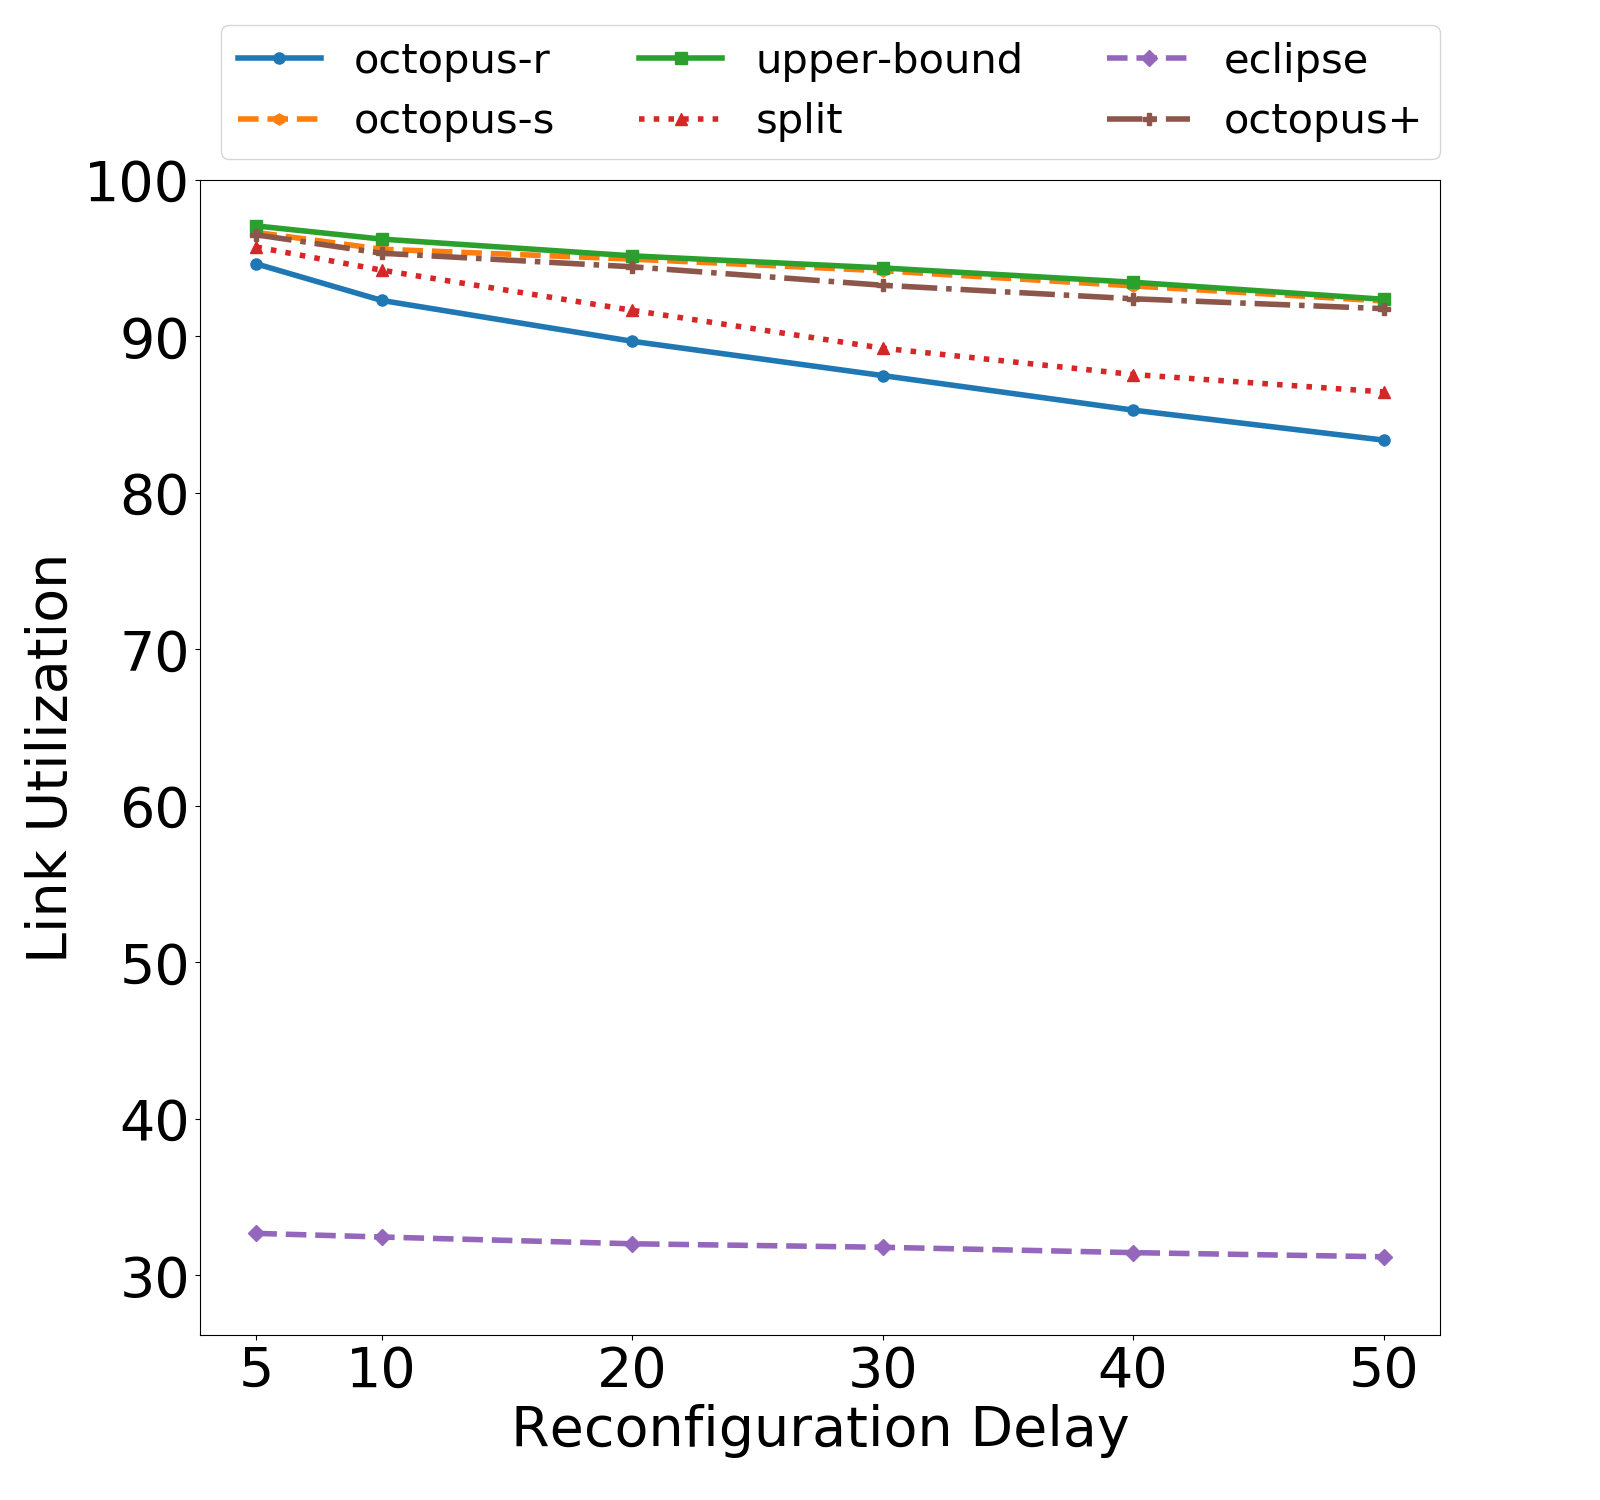 octopus-r
octopus-s
upper-bound
split
eclipse
octopus+
100
90
80
70
60
50
40
30
Link Utilization
5 10 20 30 40 50
Reconfiguration Delay